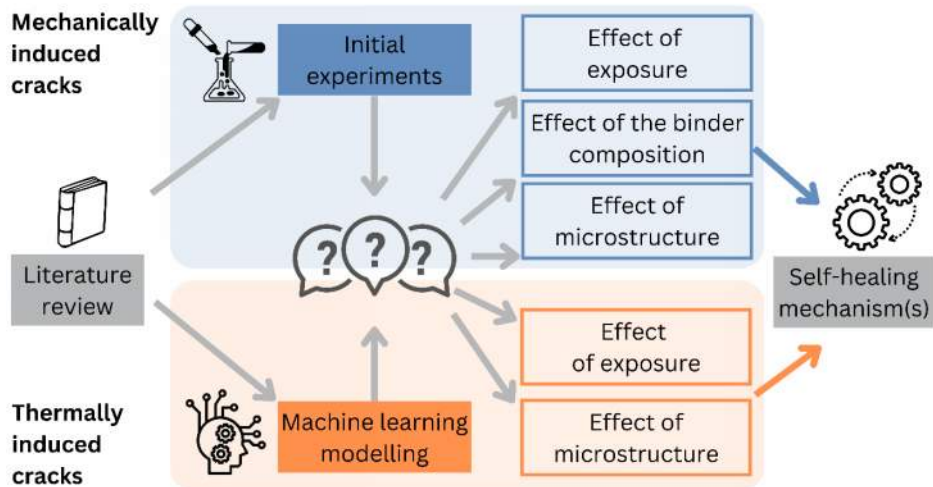 Mechanically
induced
cracks
Initial
experiments
Effect of
exposure
Effect of the binder
composition
Effect of
microstructure
? ? ?
Literature
review
Self-healing
mechanism(s)
Effect
of exposure
Thermally
induced
cracks
Machine learning
modelling
Effect of
microstructure